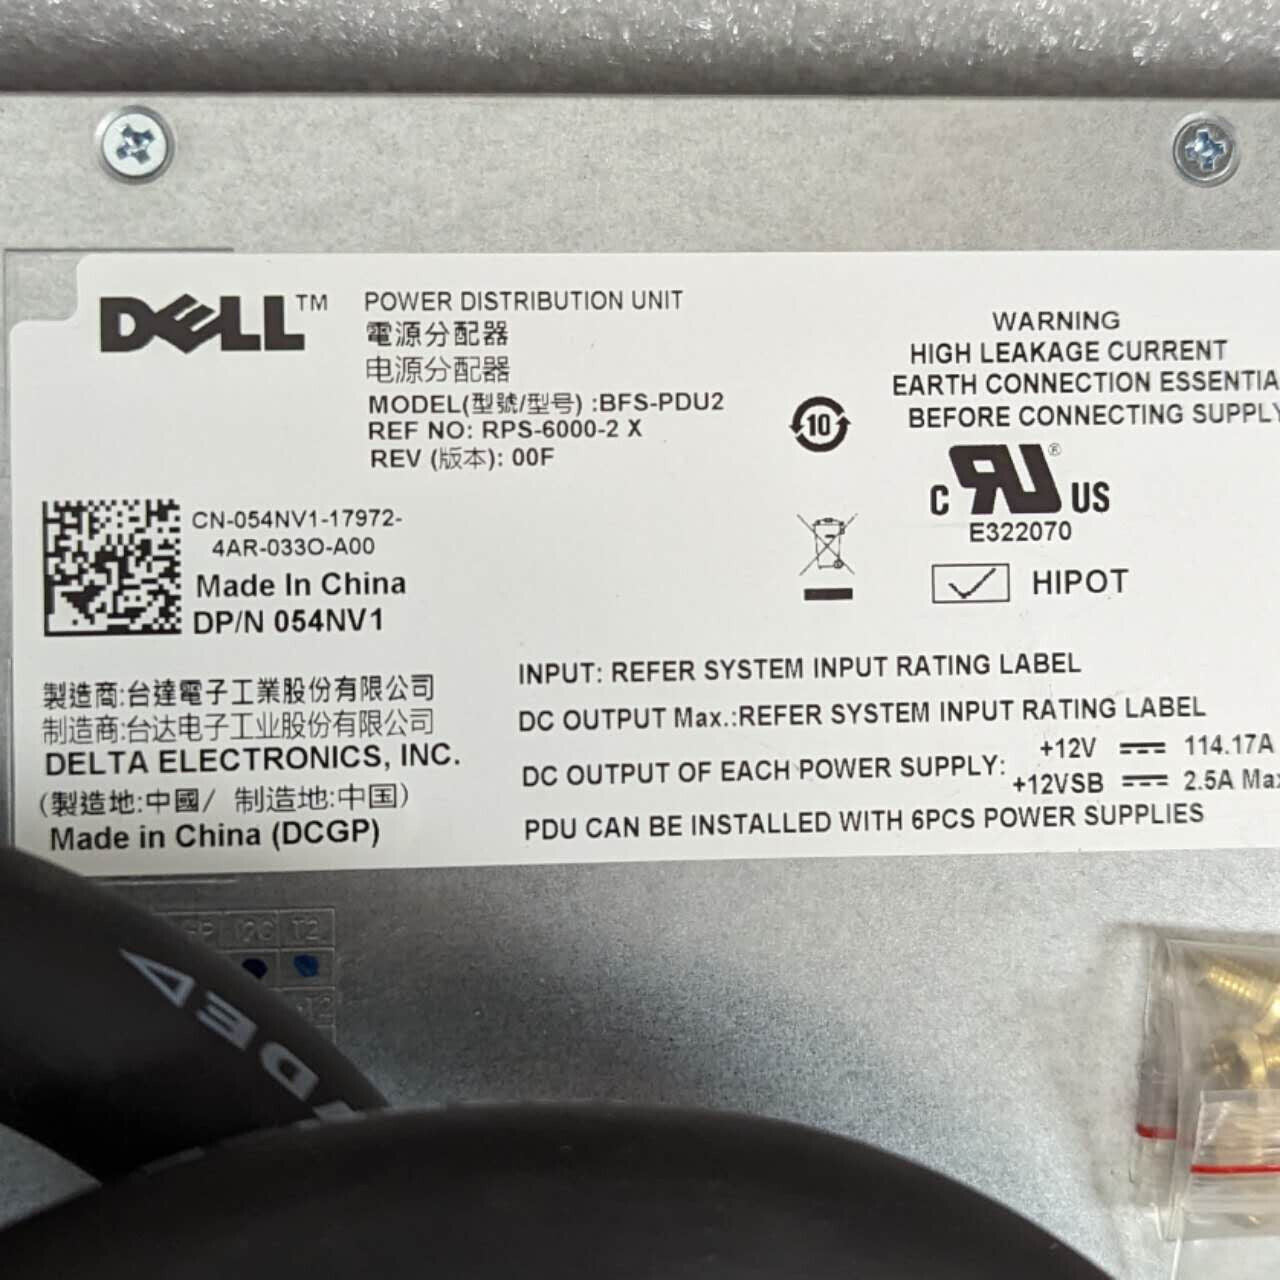 DELL™
POWER DISTRIBUTION UNIT
電源分配器
电源分配器
MODEL(型號/型号) :BFS-PDU2
REF NO: RPS-6000-2 X
REV (版本): 00F
10
WARNING
HIGH LEAKAGE CURRENT
EARTH CONNECTION ESSENTIA
BEFORE CONNECTING SUPPLY
C RU® US
E322070
HIPOT
CN-054NV1-17972-
4AR-033O-A00
Made In China
DP/N 054NV1
製造商:台達電子工業股份有限公司
制造商:台达电子工业股份有限公司
DELTA ELECTRONICS, INC.
(製造地:中國/ 制造地:中国)
Made in China (DCGP)
INPUT: REFER SYSTEM INPUT RATING LABEL
DC OUTPUT Max.:REFER SYSTEM INPUT RATING LABEL
DC OUTPUT OF EACH POWER SUPPLY: +12V 114.17A
+12VSB 2.5A Max
PDU CAN BE INSTALLED WITH 6PCS POWER SUPPLIES
T2